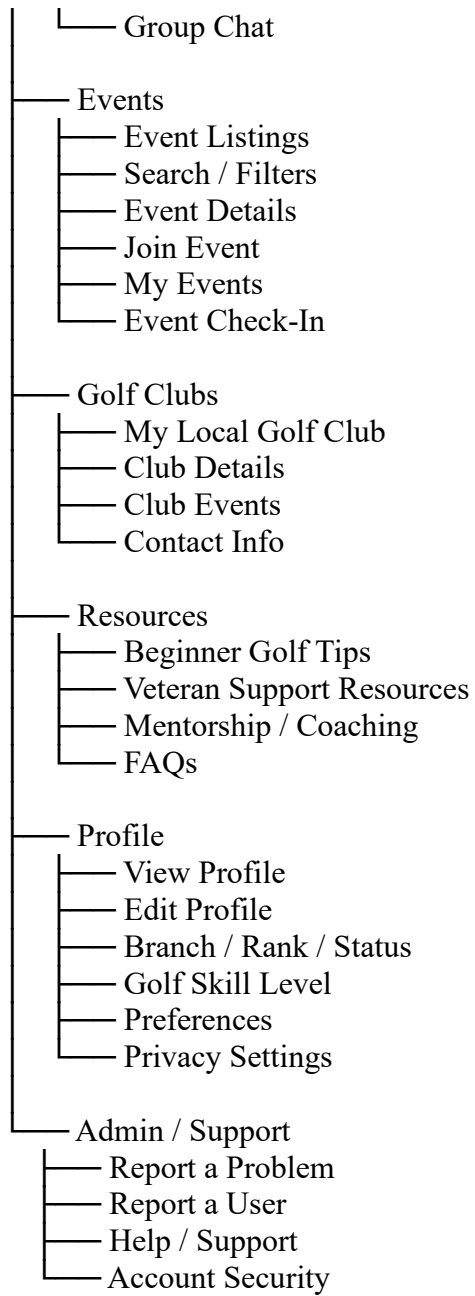 Group Chat
Events
Event Listings
Search / Filters
Event Details
Join Event
My Events
Event Check-In
Golf Clubs
My Local Golf Club
Club Details
Club Events
Contact Info
Resources
Beginner Golf Tips
Veteran Support Resources
Mentorship / Coaching
FAQs
Profile
View Profile
Edit Profile
Branch / Rank / Status
Golf Skill Level
Preferences
Privacy Settings
Admin / Support
Report a Problem
Report a User
Help / Support
Account Security